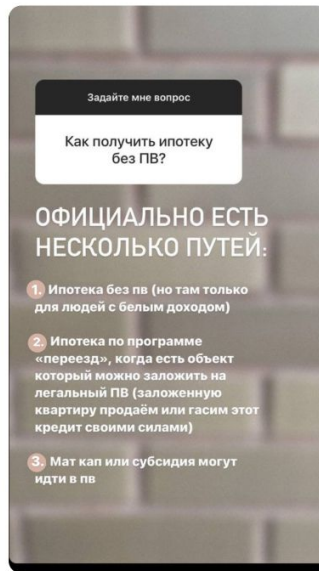 Задайте мне вопрос
Как получить ипотеку
без ПВ?
ОФИЦИАЛЬНО ЕСТЬ
НЕСКОЛЬКО ПУТЕЙ:
1. Ипотека без пв (но там только
для людей с белым доходом)
2. Ипотека по программе
«переезд», когда есть объект
который можно заложить на
легальный ПВ (заложенную
квартиру продаём или гасим этот
кредит своими силами)
3. Мат кап или субсидия могут
идти в пв